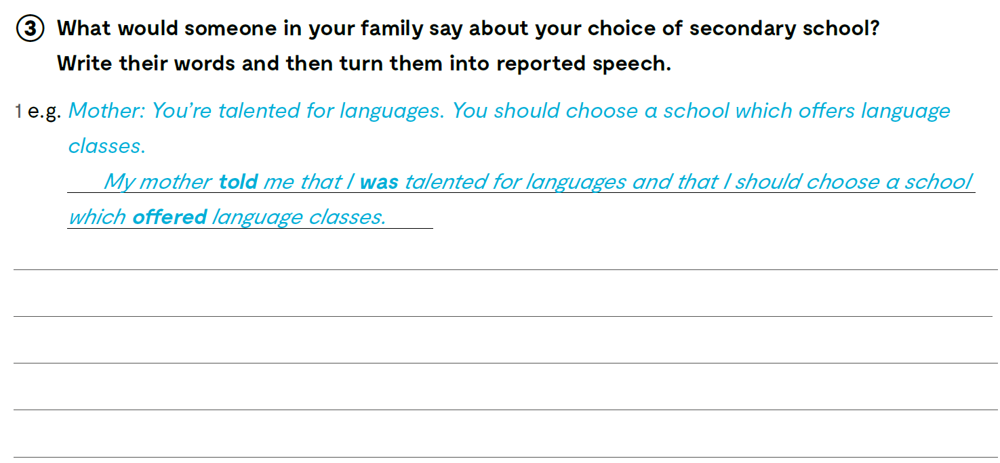 3 What would someone in your family say about your choice of secondary school?
Write their words and then turn them into reported speech.
1 e.g. Mother: You’re talented for languages. You should choose a school which offers language
classes.
My mother told me that I was talented for languages and that I should choose a school
which offered language classes.